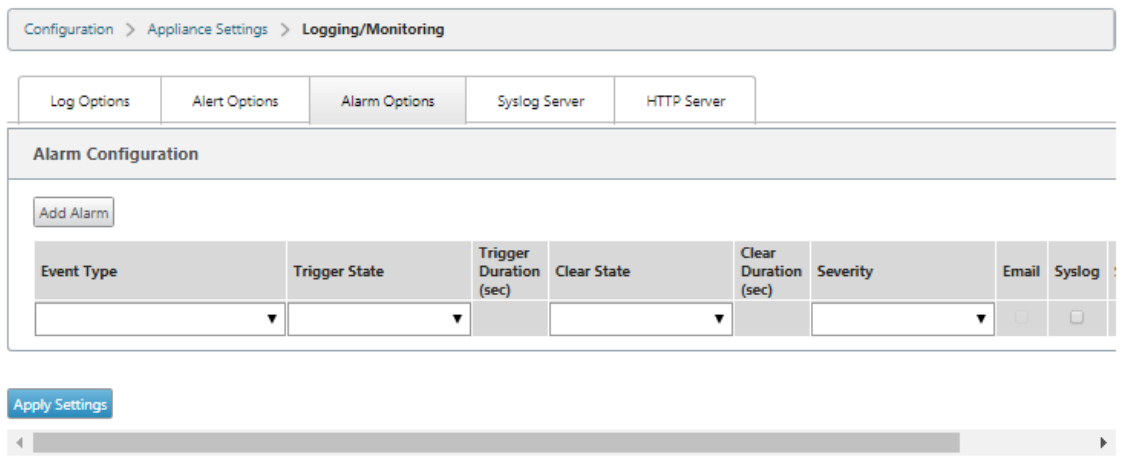 Configuration > Appliance Settings > Logging/Monitoring
Log Options Alert Options Alarm Options Syslog Server HTTP Server
Alarm Configuration
Add Alarm
Event Type Trigger State Trigger Duration (sec) Clear State Clear Duration (sec) Severity Email Syslog
Apply Settings